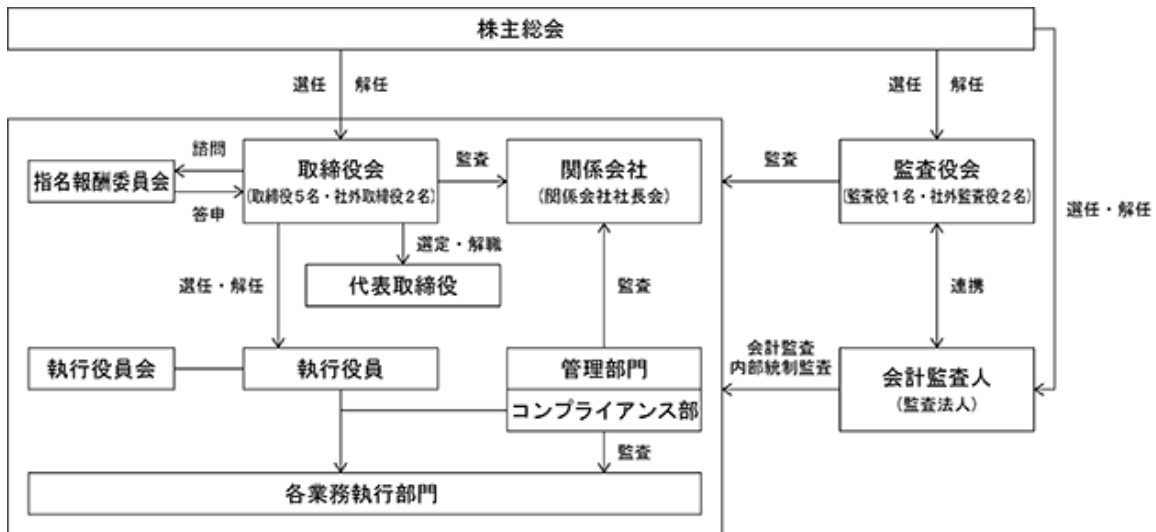 株主総会
選任 解任
選任 解任
諮問
指名報酬委員会
答申
取締役会
(取締役5名・社外取締役2名)
監査
関係会社
(関係会社社長会)
監査
監査役会
(監査役1名・社外監査役2名)
選任・解任
選定・解職
代表取締役
選任・解任
監査
連携
執行役員会
執行役員
管理部門
コンプライアンス部
会計監査
内部統制監査
会計監査人
(監査法人)
監査
各業務執行部門